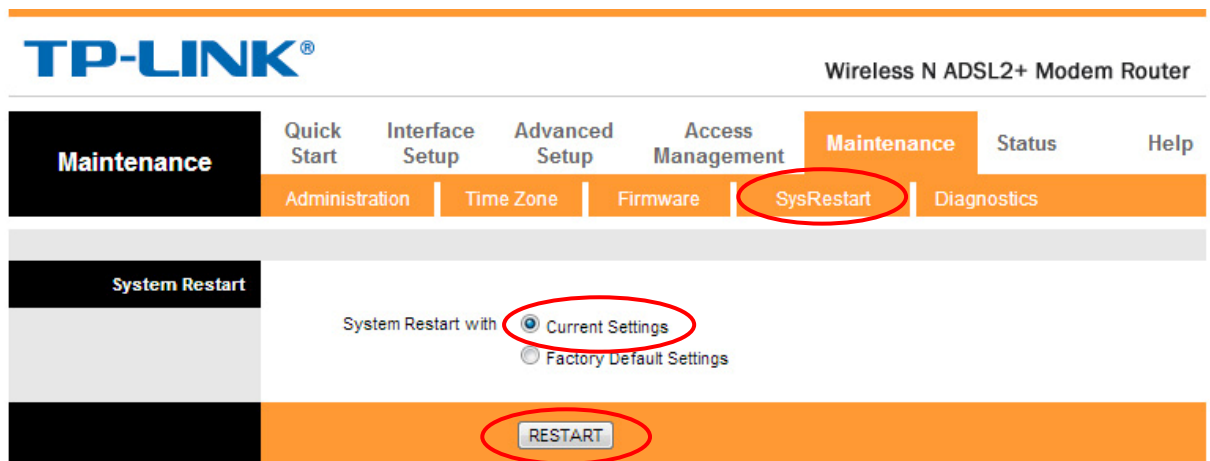 TP-LINK®
Wireless N ADSL2+ Modem Router
Maintenance
Quick Start
Interface Setup
Advanced Setup
Access Management
Maintenance
Status
Help
Administration
Time Zone
Firmware
SysRestart
Diagnostics
System Restart
System Restart with
Current Settings
Factory Default Settings
RESTART